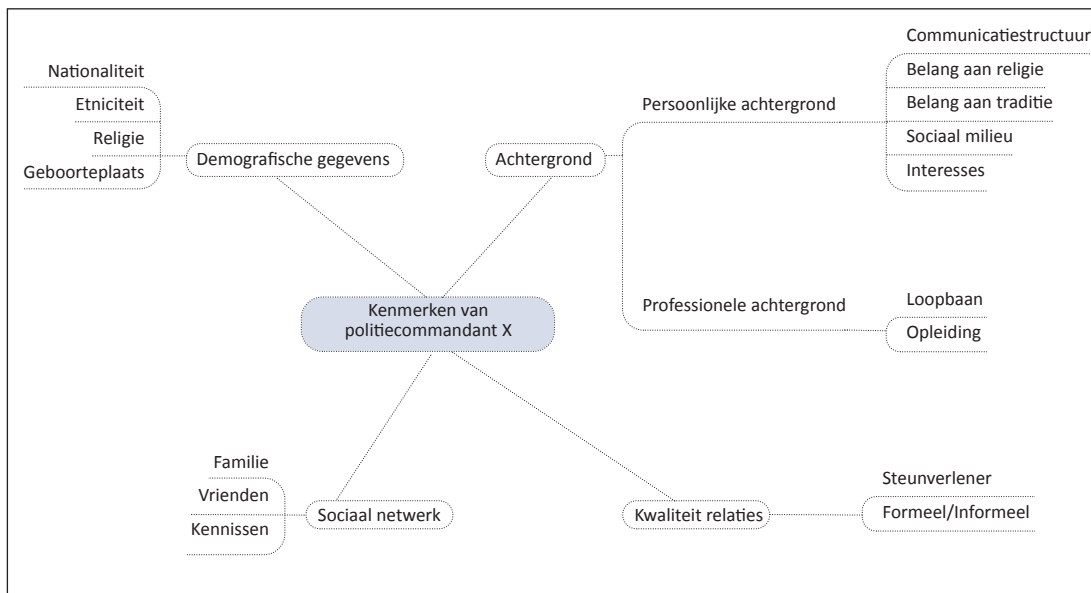 Nationaliteit
Etniciteit
Religie
Geboorteplaats
Demografische gegevens
Achtergrond
Persoonlijke achtergrond
Communicatiestructuur
Belang aan religie
Belang aan traditie
Sociaal milieu
Interesses
Professionele achtergrond
Loopbaan
Opleiding
Kenmerken van
politiecommandant X
Familie
Vrienden
Kennissen
Sociaal netwerk
Kwaliteit relaties
Steunverlener
Formeel/Informeel